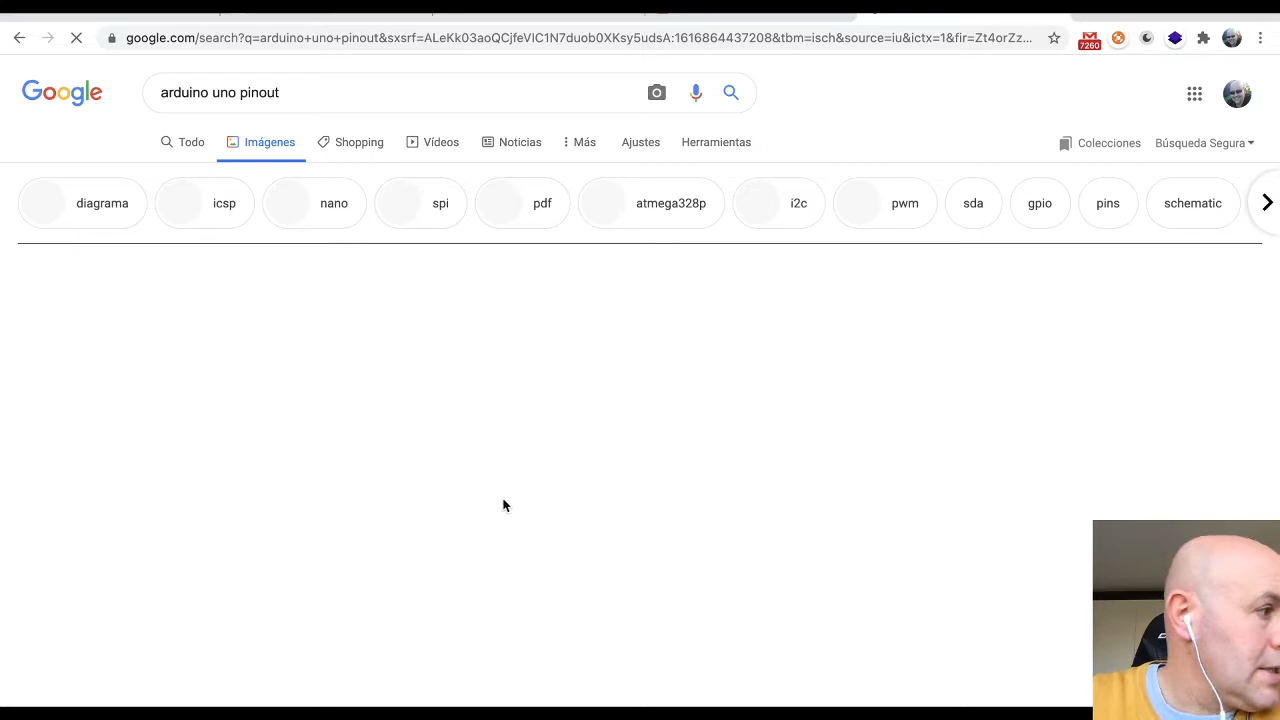 google.com/search?q=arduino+uno+pinout&sxsrf=ALeKk03aoQCjfeVIC1N7duob0XKsy5udsA:1616864437208&tbm=isch&source=iu&ictx=1&fir=Zt4orZz...
7260
Google
arduino uno pinout
Todo
Imágenes
Shopping
Vídeos
Noticias
Más
Ajustes
Herramientas
Colecciones
Búsqueda Segura
diagrama
icsp
nano
spi
pdf
atmega328p
i2c
pwm
sda
gpio
pins
schematic